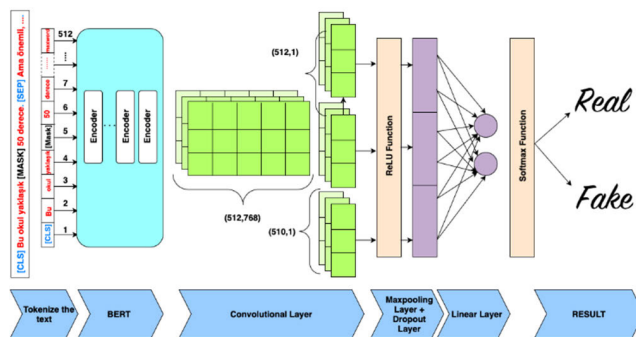 [CLS] Bu okul yaklaşık [MASK] 50 derece. [SEP] Ama önemli, ....
512
...
7
6
5
4
3
2
1
derece
50
[Mask]
yaklaşık
okul
Bu
[CLS]
Encoder
Encoder
Encoder
(512,768)
(512,1)
(510,1)
ReLU Function
Softmax Function
Real
Fake
Tokenize the
text
BERT
Convolutional Layer
Maxpooling
Layer +
Dropout
Layer
Linear Layer
RESULT